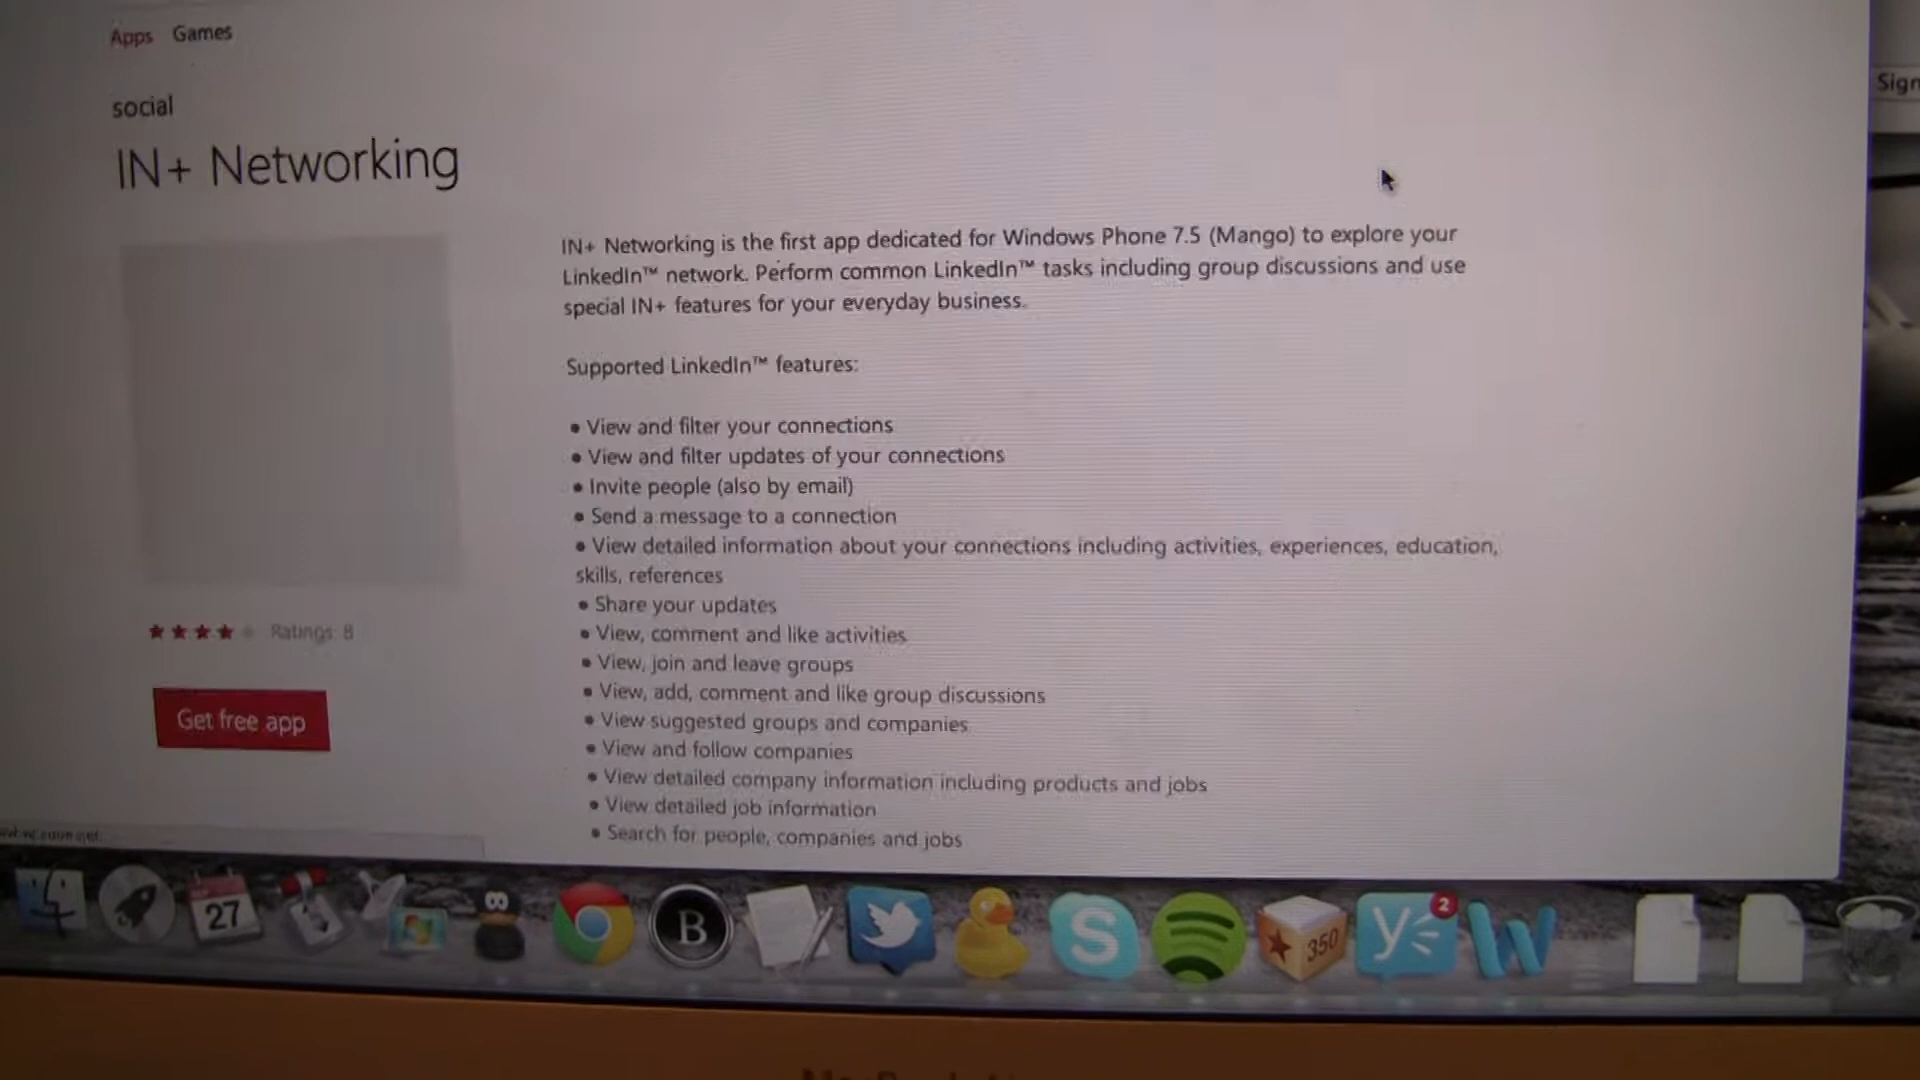 Apps Games
Sign
social
IN+ Networking
IN+ Networking is the first app dedicated for Windows Phone 7.5 (Mango) to explore your
LinkedIn™ network. Perform common LinkedIn™ tasks including group discussions and use
special IN+ features for your everyday business.
Supported LinkedIn™ features:
• View and filter your connections
• View and filter updates of your connections
• Invite people (also by email)
• Send a message to a connection
• View detailed information about your connections including activities, experiences, education,
skills, references
• Share your updates
Ratings: 8
• View, comment and like activities
• View, join and leave groups
• View, add, comment and like group discussions
Get free app
• View suggested groups and companies
• View and follow companies
• View detailed company information including products and jobs
• View detailed job information
• Search for people, companies and jobs
27
B
S
350
y
2
W